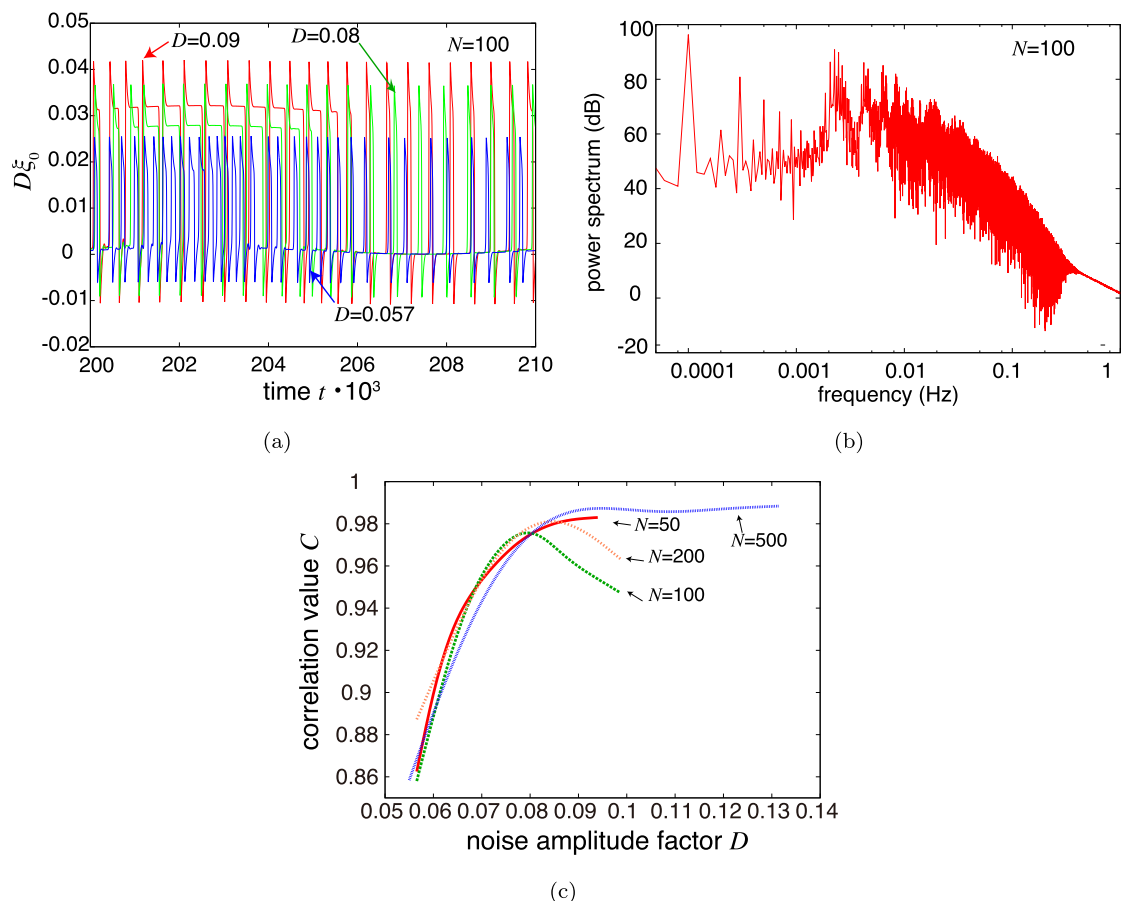 0.05
0.04
0.03
0.02
0.01
0
-0.01
-0.02
Dξ₀
D=0.09
D=0.08
N=100
D=0.057
200 202 204 206 208 210
time t · 10³
(a)
100
80
60
40
20
0
-20
power spectrum (dB)
N=100
0.0001 0.001 0.01 0.1 1
frequency (Hz)
(b)
1
0.98
0.96
0.94
0.92
0.9
0.88
0.86
correlation value C
N=50
N=200
N=500
N=100
0.05 0.06 0.07 0.08 0.09 0.1 0.11 0.12 0.13 0.14
noise amplitude factor D
(c)